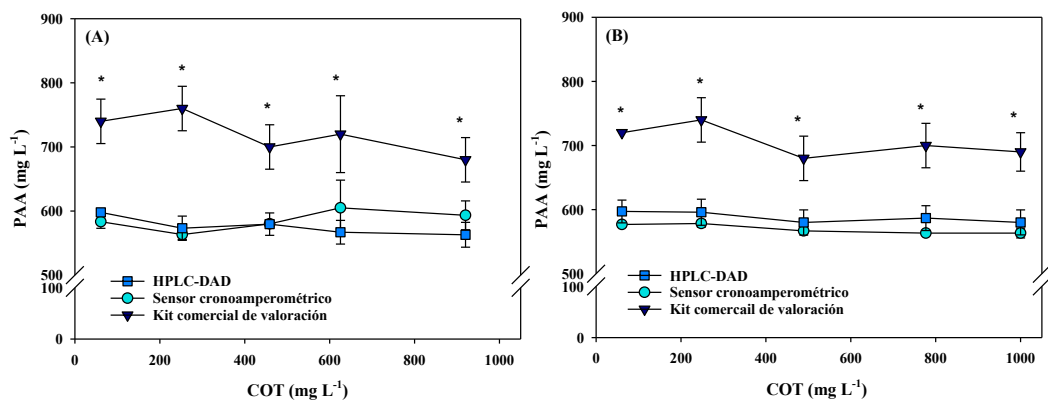 (A)
PAA (mg L⁻¹)
900
800
700
600
500
100
0
* * * * *
HPLC-DAD
Sensor cronoamperométrico
Kit comercial de valoración
0 200 400 600 800 1000
COT (mg L⁻¹)
(B)
PAA (mg L⁻¹)
900
800
700
600
500
100
0
* * * * *
HPLC-DAD
Sensor cronoamperométrico
Kit comercail de valoración
0 200 400 600 800 1000
COT (mg L⁻¹)